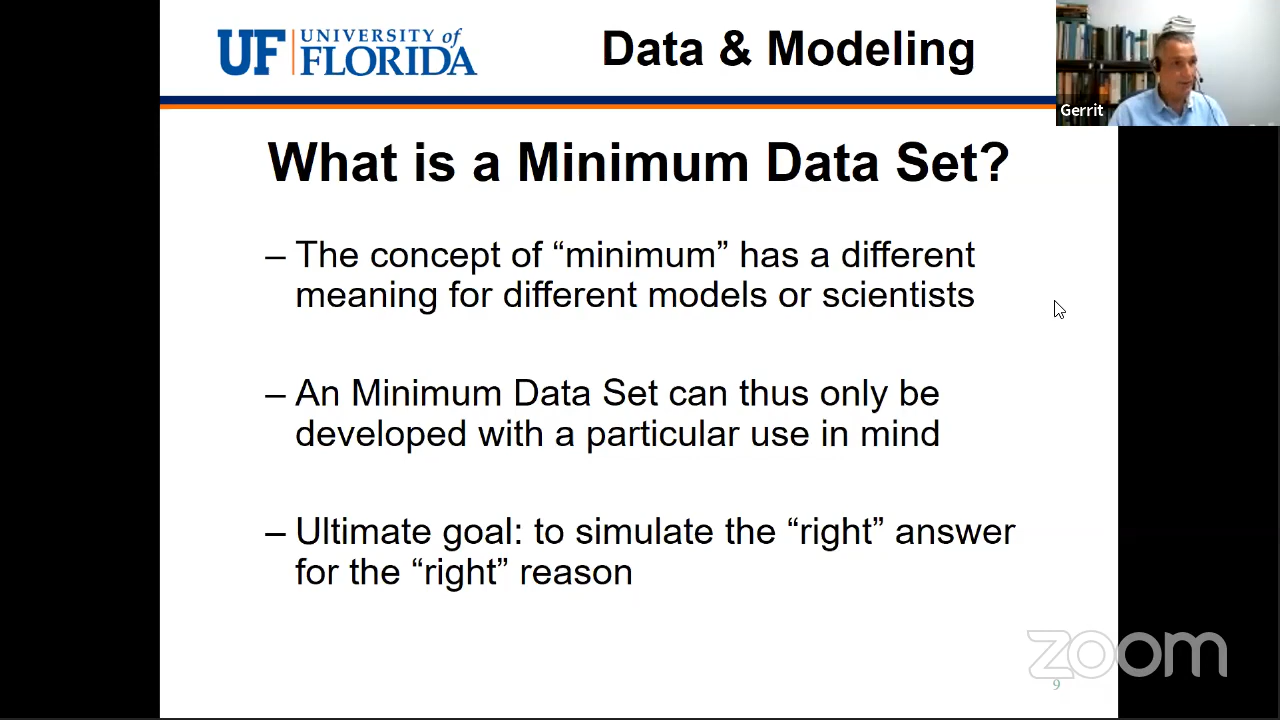 UF UNIVERSITY of
FLORIDA
Data & Modeling
Gerrit
What is a Minimum Data Set?
– The concept of “minimum” has a different
meaning for different models or scientists
– An Minimum Data Set can thus only be
developed with a particular use in mind
– Ultimate goal: to simulate the “right” answer
for the “right” reason
zoom
9